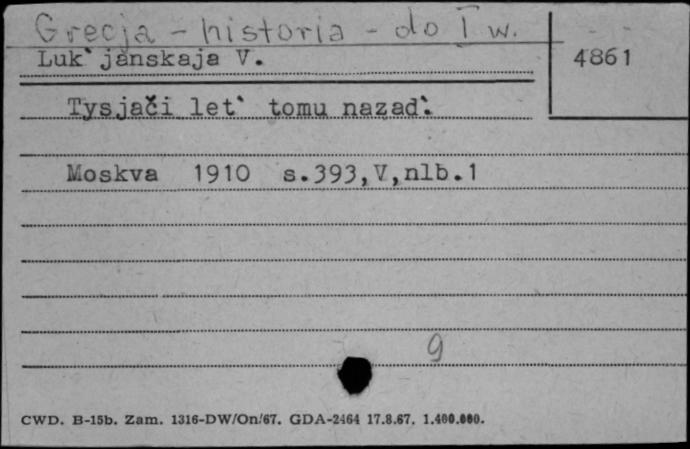 Grecja - historia - do I w.
Luk`janskaja V.
4861
Tysjači let` tomu nazad`.
Moskva 1910 s.393,V,nlb.1
9
CWD. B-15b. Zam. 1316-DW/On/67. GDA-2464 17.8.67. 1.400.000.